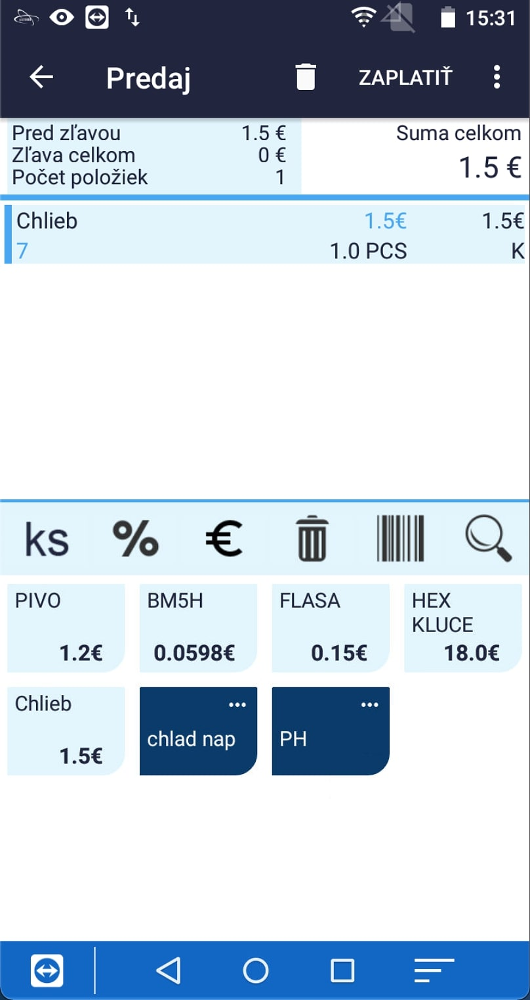 15:31
Predaj ZAPLATIŤ
Pred zľavou 1.5 € Suma celkom
Zľava celkom 0 € 1.5 €
Počet položiek 1
Chlieb 1.5€ 1.5€
7 1.0 PCS K
ks % €
PIVO BM5H FLASA HEX
KLUCE
1.2€ 0.0598€ 0.15€ 18.0€
Chlieb
chlad nap PH
1.5€